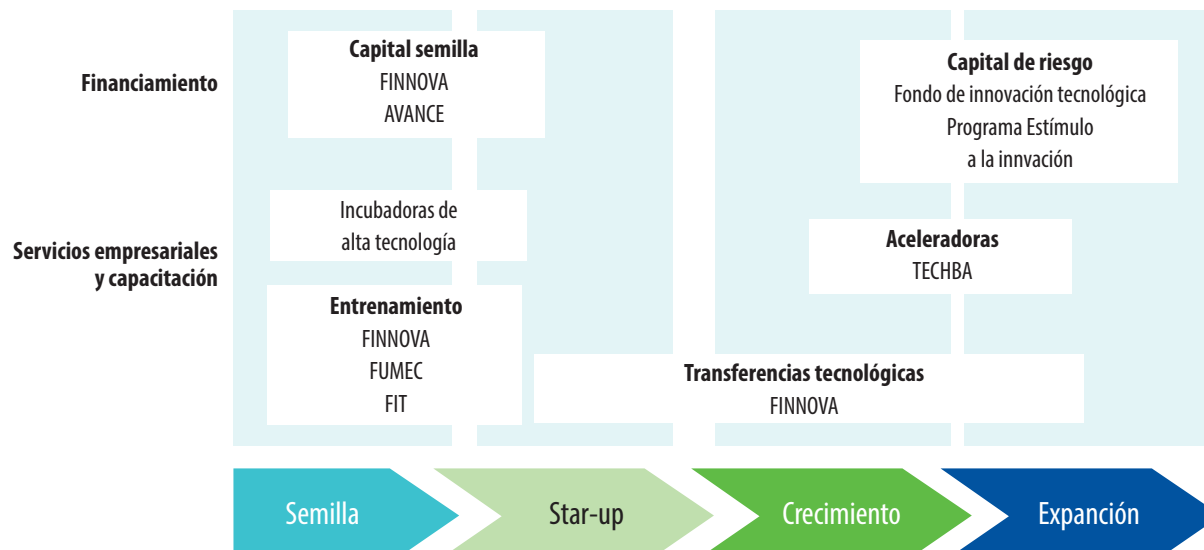 Financiamiento
Capital semilla
FINNOVA
AVANCE
Capital de riesgo
Fondo de innovación tecnológica
Programa Estímulo
a la innvación
Servicios empresariales
y capacitación
Incubadoras de
alta tecnología
Aceleradoras
TECHBA
Entrenamiento
FINNOVA
FUMEC
FIT
Transferencias tecnológicas
FINNOVA
Semilla
Star-up
Crecimiento
Expanción